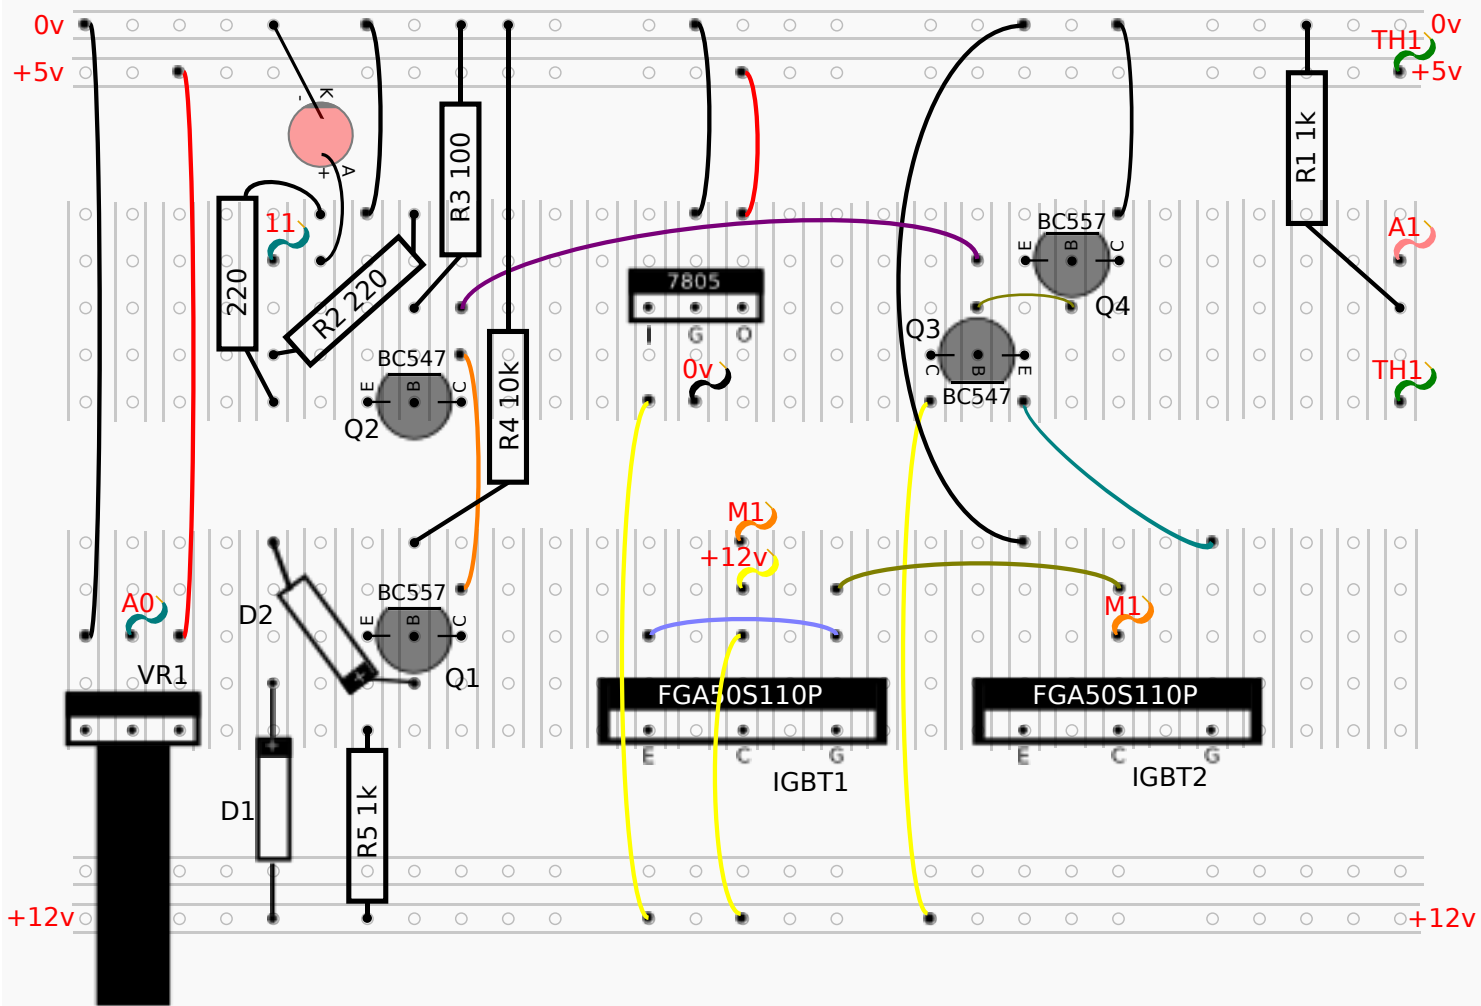 0v
0v
TH1
+5v
+5v
K
-
A
+
R3 100
R1 1k
11
A1
BC557
E
B
C
220
R2 220
7805
Q4
I
G
O
Q3
C
B
E
BC547
BC547
E
B
C
0v
TH1
R4 10k
Q2
M1
+12v
A0
D2
BC557
E
B
C
M1
VR1
Q1
FGA50S110P
FGA50S110P
E
C
G
E
C
G
IGBT1
IGBT2
D1
+
+
R5 1k
+12v
+12v